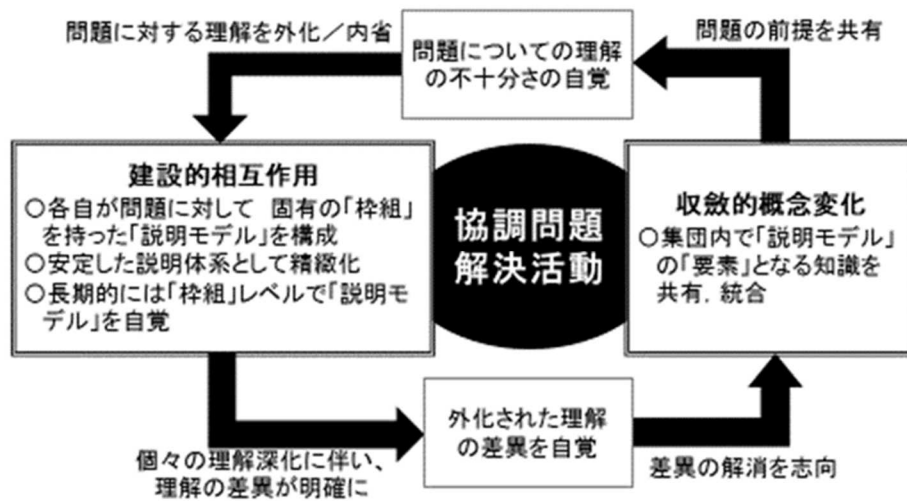 問題に対する理解を外化／内省
問題についての理解
の不十分さの自覚
問題の前提を共有
建設的相互作用
○各自が問題に対して 固有の「枠組」
を持った「説明モデル」を構成
○安定した説明体系として精緻化
○長期的には「枠組」レベルで「説明モ
デル」を自覚
協調問題
解決活動
収斂的概念変化
○集団内で「説明モデル」
の「要素」となる知識を
共有，統合
個々の理解深化に伴い、
理解の差異が明確に
外化された理解
の差異を自覚
差異の解消を志向